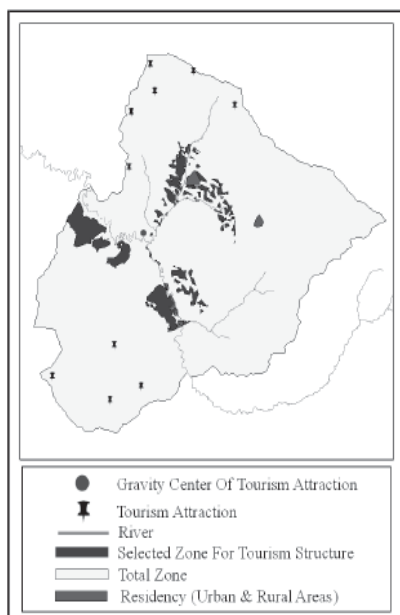 Gravity Center Of Tourism Attraction
Tourism Attraction
River
Selected Zone For Tourism Structure
Total Zone
Residency (Urban & Rural Areas)